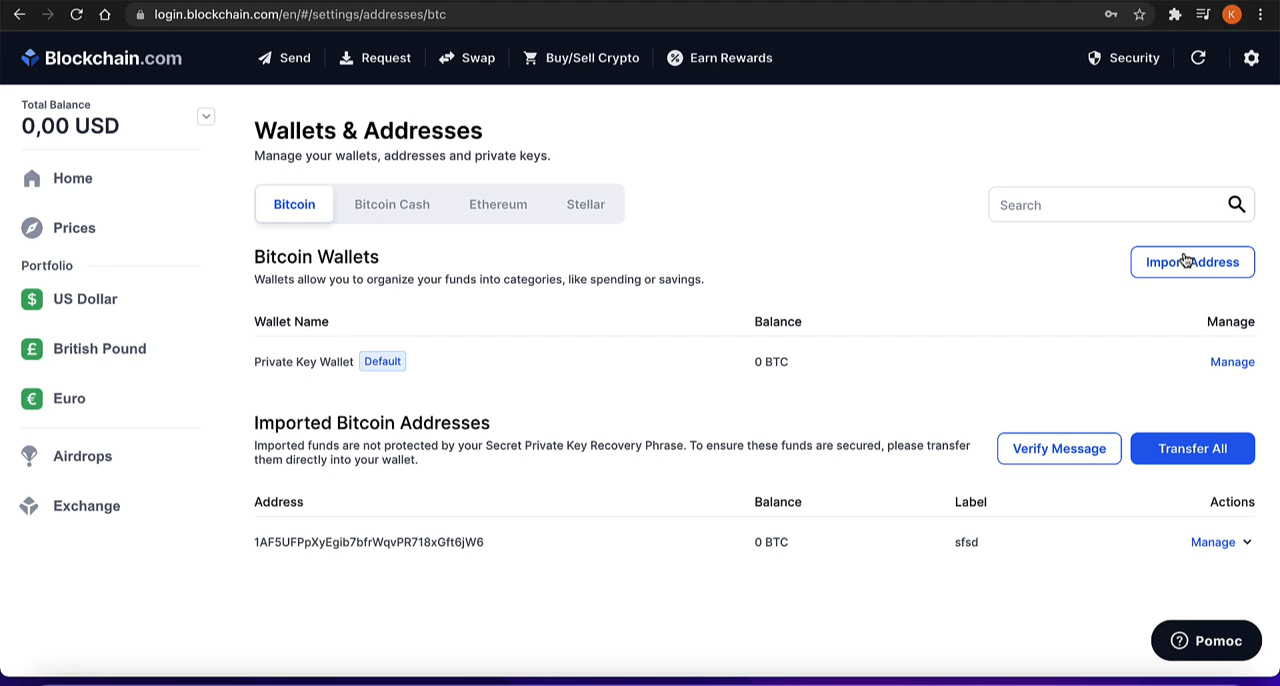 login.blockchain.com/en/#/settings/addresses/btc
K
Blockchain.com
Send
Request
Swap
Buy/Sell Crypto
Earn Rewards
Security
Total Balance
0,00 USD
Home
Prices
Portfolio
$ US Dollar
£ British Pound
€ Euro
Airdrops
Exchange
Wallets & Addresses
Manage your wallets, addresses and private keys.
Bitcoin
Bitcoin Cash
Ethereum
Stellar
Search
Bitcoin Wallets
Wallets allow you to organize your funds into categories, like spending or savings.
Import Address
Wallet Name Balance Manage
Private Key Wallet Default 0 BTC Manage
Imported Bitcoin Addresses
Imported funds are not protected by your Secret Private Key Recovery Phrase. To ensure these funds are secured, please transfer
them directly into your wallet.
Verify Message
Transfer All
Address Balance Label Actions
1AF5UFPpXyEgib7bfrWqvPR718xGft6jW6 0 BTC sfsd Manage
Pomoc